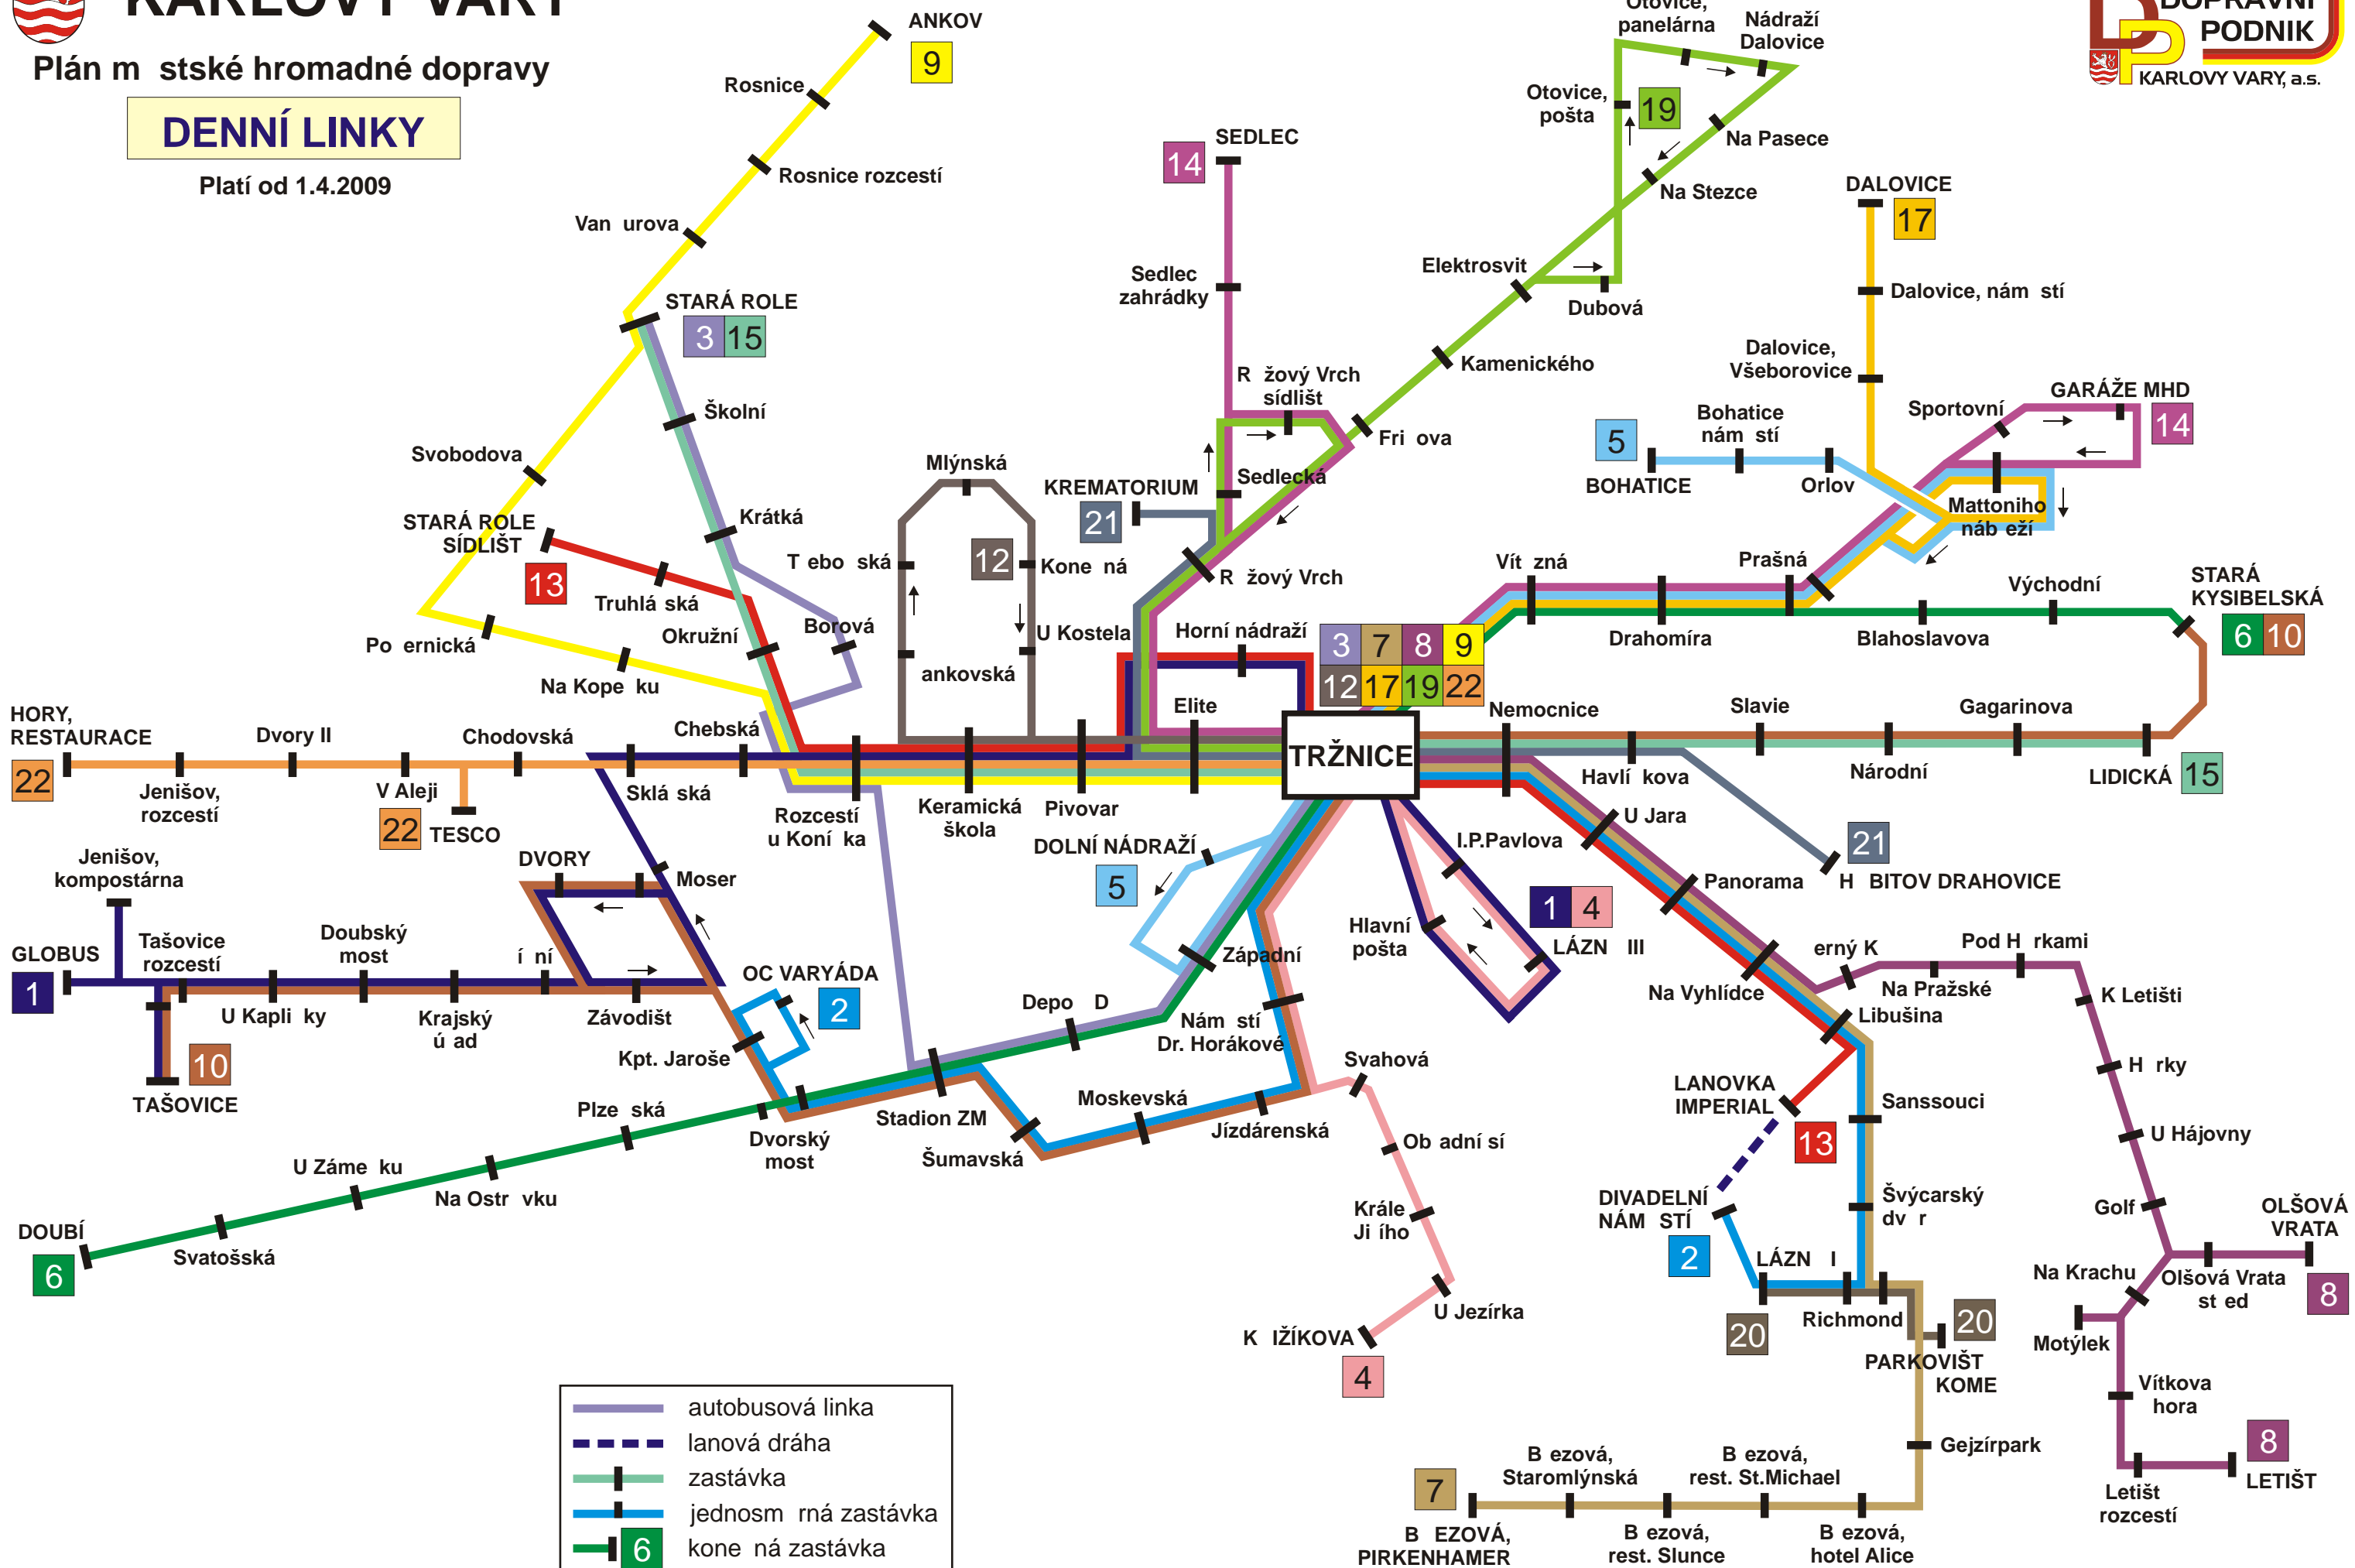 KARLOVY VARY
Plán m stské hromadné dopravy
DENNÍ LINKY
Platí od 1.4.2009
DOPRAVNÍ
PODNIK
KARLOVY VARY, a.s.
ANKOV
9
Rosnice
Rosnice rozcestí
Van urova
STARÁ ROLE
3 15
Školní
Svobodova
Krátká
STARÁ ROLE
SÍDLIŠT
13
Truhlá ská
Okružní
Borová
Po ernická
Na Kope ku
Otovice,
panelárna
Nádraží
Dalovice
Otovice,
pošta
19
Na Pasece
Na Stezce
Elektrosvit
Dubová
Kamenického
Fri ova
SEDLEC
14
Sedlec
zahrádky
R žový Vrch
sídlišt
Sedlecká
KREMATORIUM
21
R žový Vrch
Mlýnská
T ebo ská
12
Kone ná
U Kostela
ankovská
Horní nádraží
Elite
DALOVICE
17
Dalovice, nám stí
Dalovice,
Všeborovice
Bohatice
nám stí
5
BOHATICE
Orlov
Sportovní
GARÁŽE MHD
14
Mattoniho
náb eží
Vít zná
Drahomíra
Prašná
Blahoslavova
Východní
STARÁ
KYSIBELSKÁ
6 10
3 7 8 9
12 17 19 22
TRŽNICE
Nemocnice
Havlí kova
Slavie
Národní
Gagarinova
LIDICKÁ
15
HORY,
RESTAURACE
22
Jenišov,
rozcestí
Dvory II
V Aleji
22
TESCO
Chodovská
Sklá ská
Chebská
Rozcestí
u Koní ka
Keramická
škola
Pivovar
Jenišov,
kompostárna
GLOBUS
1
Tašovice
rozcestí
10
TAŠOVICE
U Kapli ky
Doubský
most
Krajský
ú ad
í ní
Závodišt
DVORY
Moser
OC VARYÁDA
2
Kpt. Jaroše
DOLNÍ NÁDRAŽÍ
5
Západní
Depo D
Nám stí
Dr. Horákové
Stadion ZM
Dvorský
most
Šumavská
Moskevská
Jízdárenská
Plze ská
Na Ostr vku
U Záme ku
Svatošská
DOUBÍ
6
Svahová
Ob adní sí
Krále
Ji ího
U Jezírka
K IŽÍKOVA
4
I.P.Pavlova
Hlavní
pošta
1 4
LÁZN III
U Jara
Panorama
21
H BITOV DRAHOVICE
Na Vyhlídce
Libušina
erný K
Na Pražské
Pod H rkami
K Letišti
H rky
U Hájovny
Golf
OLŠOVÁ
VRATA
8
Olšová Vrata
st ed
Na Krachu
Motýlek
Vítkova
hora
Letišt
rozcestí
8
LETIŠT
LANOVKA
IMPERIAL
13
Sanssouci
Švýcarský
dv r
DIVADELNÍ
NÁM STÍ
2
LÁZN I
20
Richmond
20
PARKOVIŠT
KOME
Gejzírpark
7
B EZOVÁ,
PIRKENHAMER
B ezová,
Staromlýnská
B ezová,
rest. Slunce
B ezová,
rest. St.Michael
B ezová,
hotel Alice
autobusová linka
lanová dráha
zastávka
jednosm rná zastávka
6
kone ná zastávka